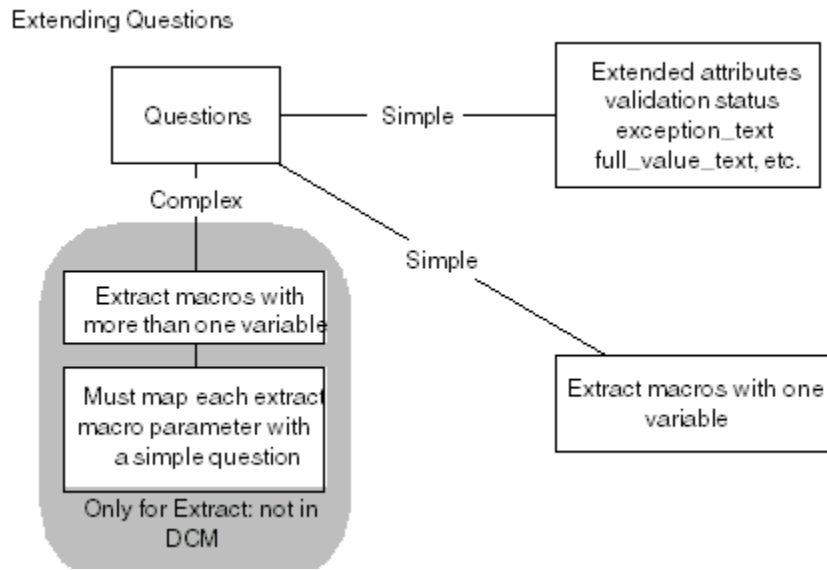 Extending Questions
Questions
Simple
Extended attributes
validation status
exception_text
full_value_text, etc.
Complex
Simple
Extract macros with
more than one variable
Extract macros with one
variable
Must map each extract
macro parameter with
a simple question
Only for Extract: not in
DCM